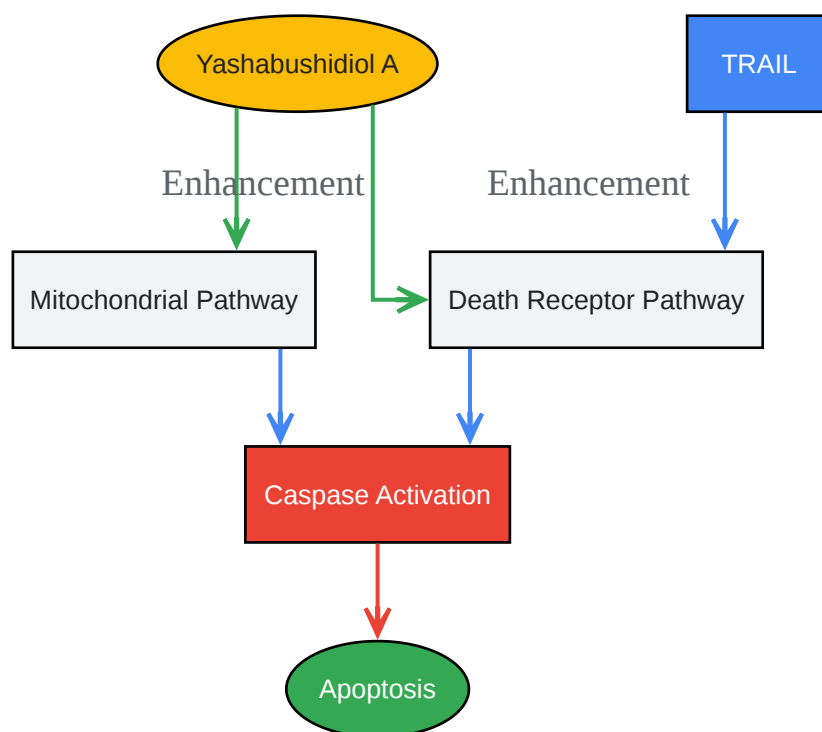 Yashabushidiol A
TRAIL
Enhancement
Enhancement
Mitochondrial Pathway
Death Receptor Pathway
Caspase Activation
Apoptosis